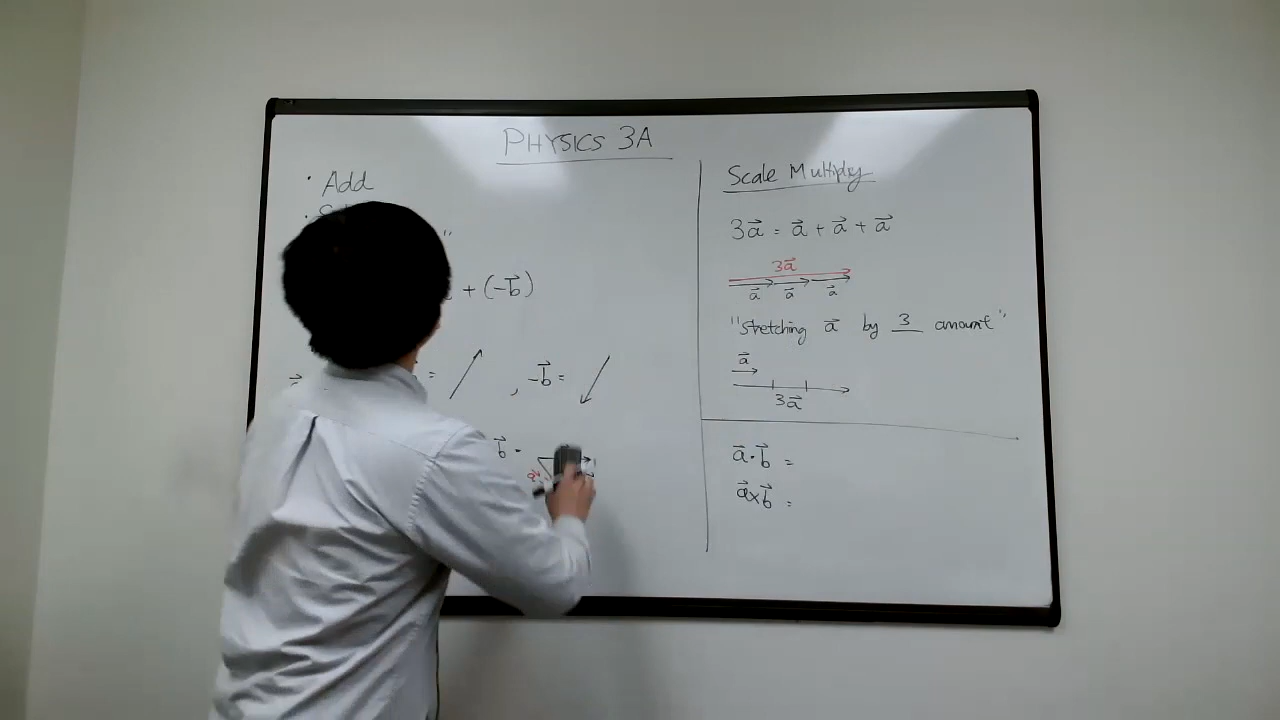 PHYSICS 3A
· Add
"
+ (-b⃗)
= , -b⃗ =
b⃗ =
Scale Multiply
3a⃗ = a⃗ + a⃗ + a⃗
3a⃗
a⃗ a⃗ a⃗
"stretching a⃗ by 3 amount"
a⃗
3a⃗
a⃗·b⃗ =
a⃗×b⃗ =